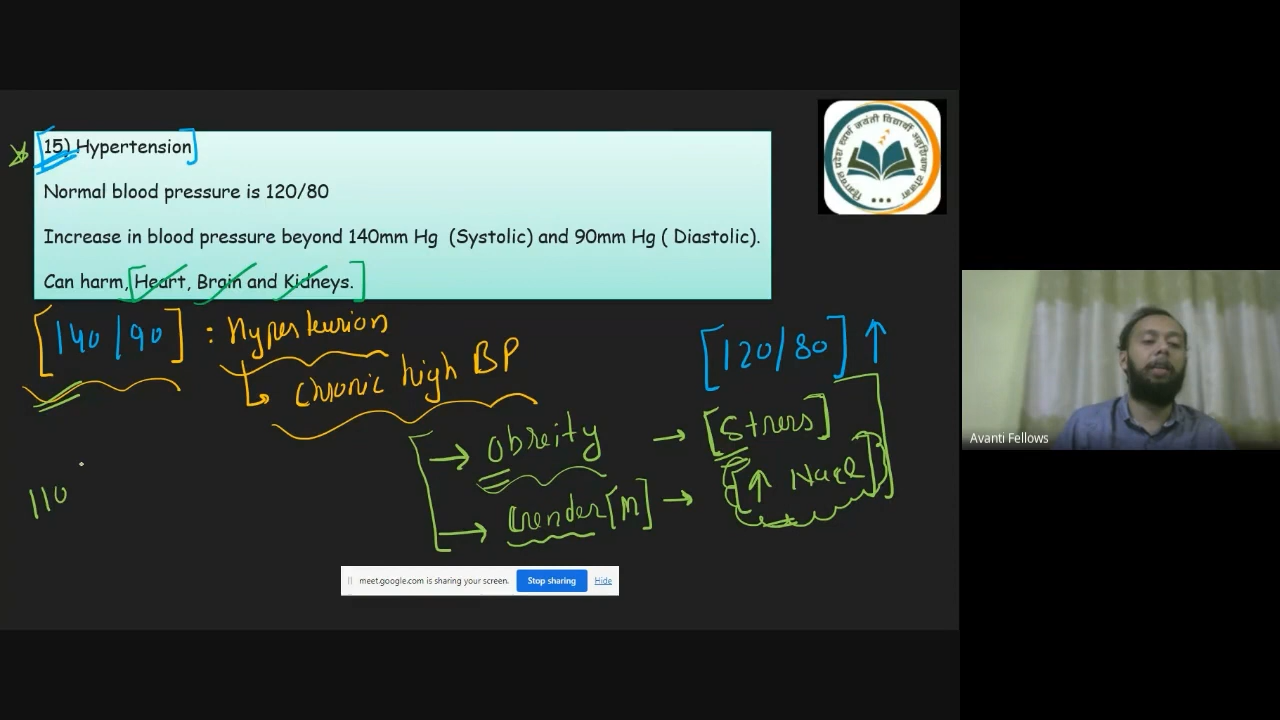 15) Hypertension
Normal blood pressure is 120/80
Increase in blood pressure beyond 140mm Hg (Systolic) and 90mm Hg ( Diastolic).
Can harm, Heart, Brain and Kidneys.
[140/90] : Hypertension
[120/80] ↑
↳ Chronic high BP
→ Obesity → [Stress]
→ Gender [M] → [↑ Nacl]
110
meet.google.com is sharing your screen. Stop sharing Hide
Avanti Fellows